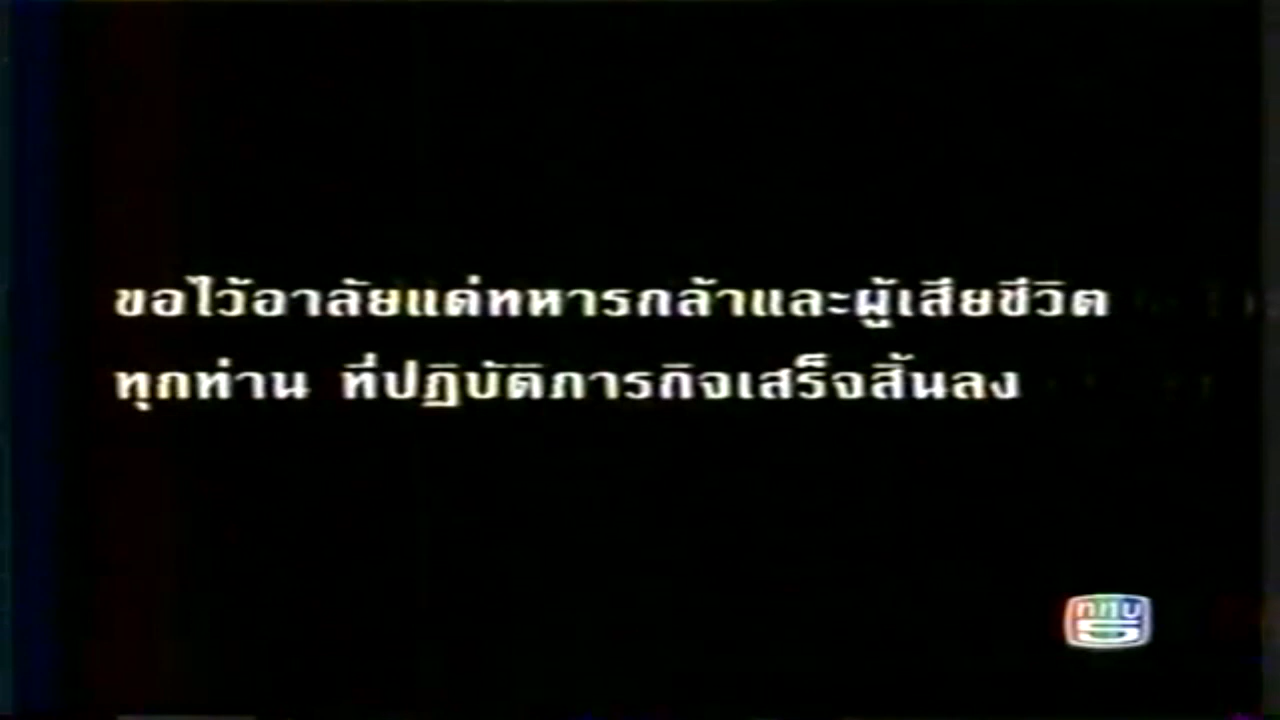 ขอไว้อาลัยแด่ทหารกล้าและผู้เสียชีวิต
ทุกท่าน ที่ปฏิบัติภารกิจเสร็จสิ้นลง
ททบ
5